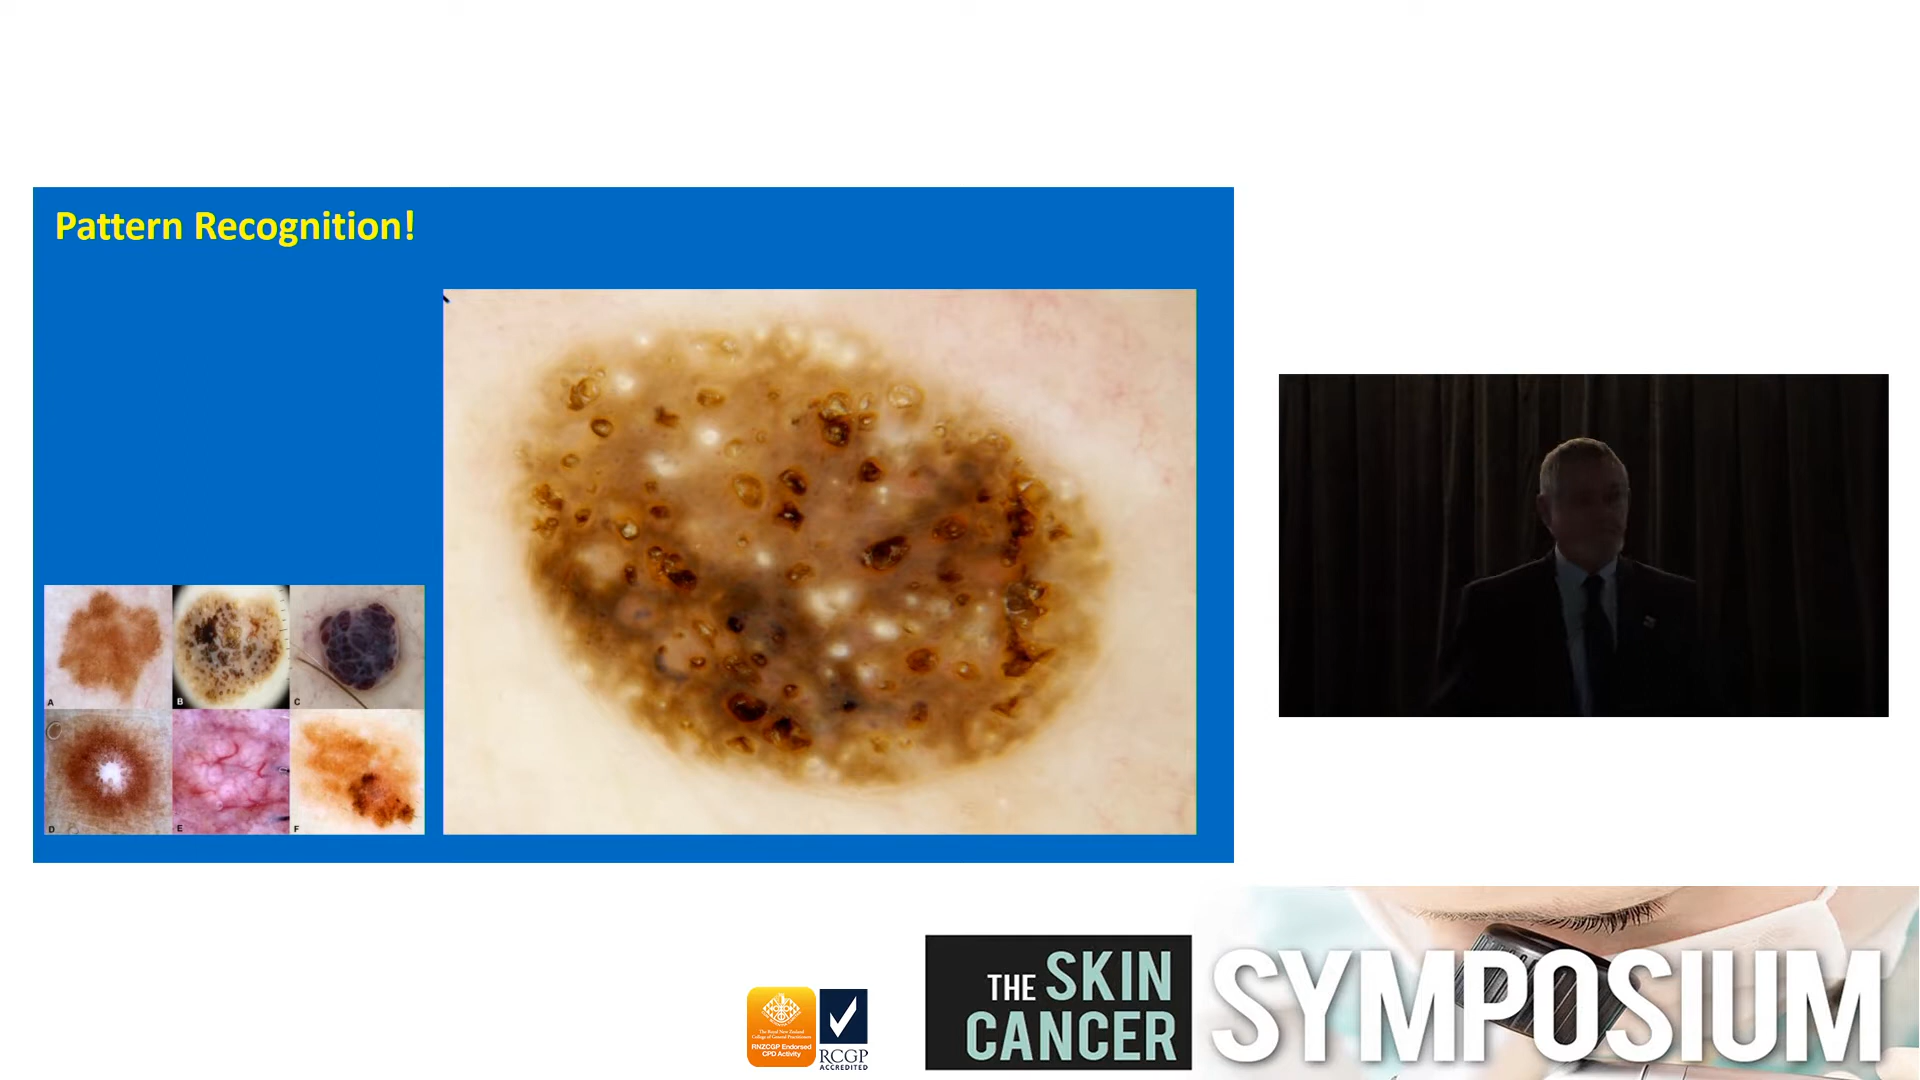 Pattern Recognition!
A
B
C
D
E
F
The Royal New Zealand
College of General Practitioners
RNZCGP Endorsed
CPD Activity
RCGP
ACCREDITED
THE SKIN
CANCER
SYMPOSIUM